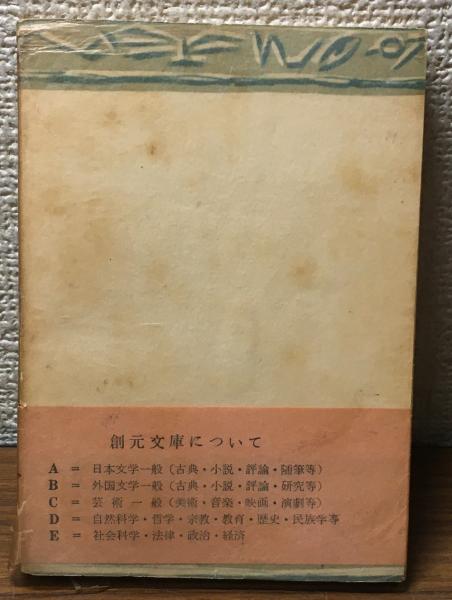 創元文庫について
A = 日本文学一般(古典・小説・評論・随筆等)
B = 外国文学一般(古典・小説・評論・研究等)
C = 芸術一般(美術・音楽・映画・演劇等)
D = 自然科学・哲学・宗教・教育・歴史・民族学等
E = 社会科学・法律・政治・経済